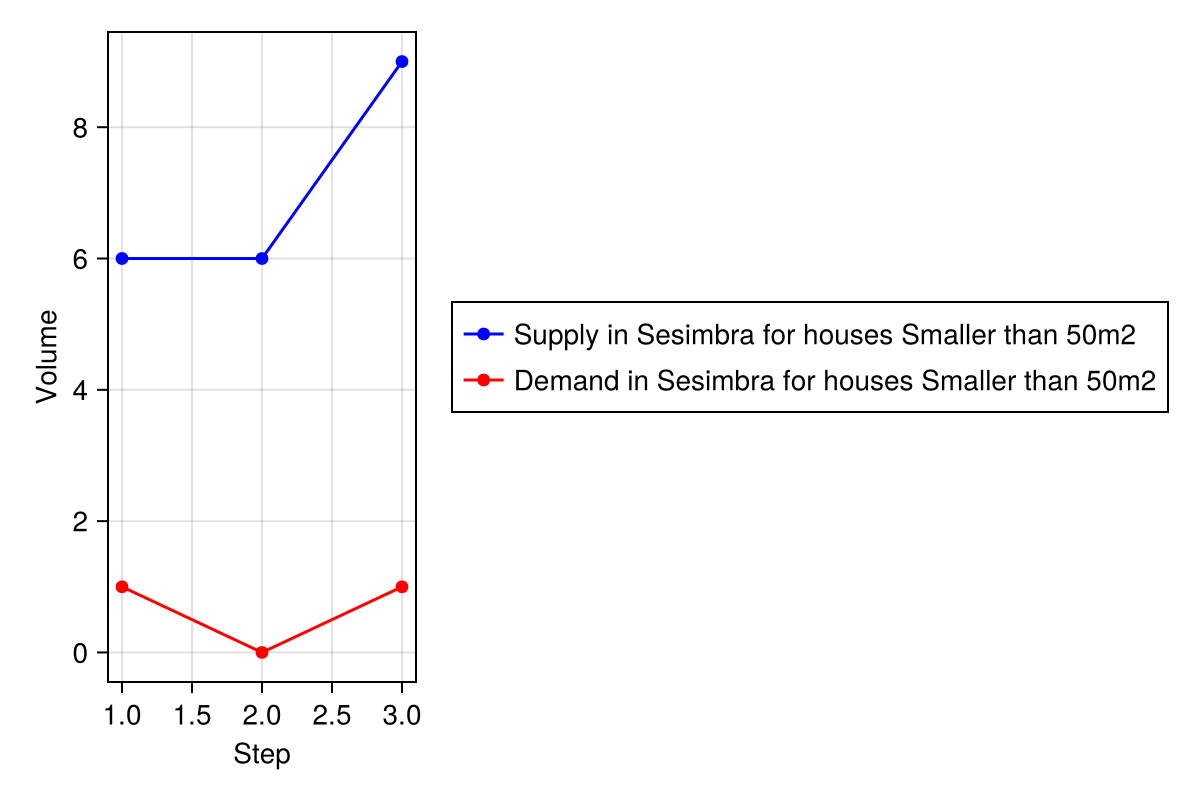 8
6
4
2
0
Volume
1.0 1.5 2.0 2.5 3.0
Step
Supply in Sesimbra for houses Smaller than 50m2
Demand in Sesimbra for houses Smaller than 50m2